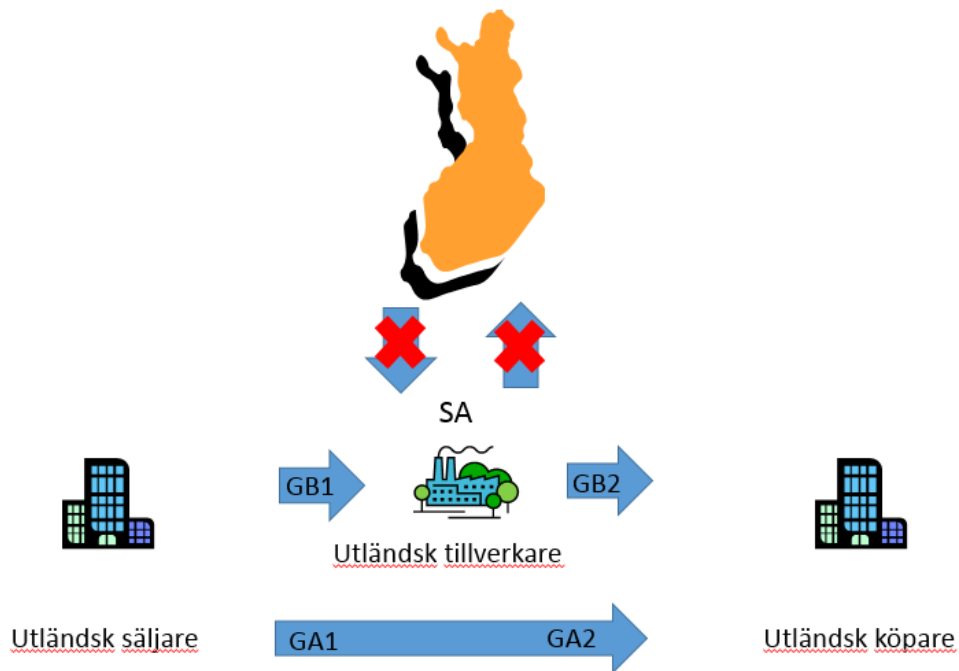 SA
GB1
GB2
Utländsk tillverkare
Utländsk säljare
GA1
GA2
Utländsk köpare